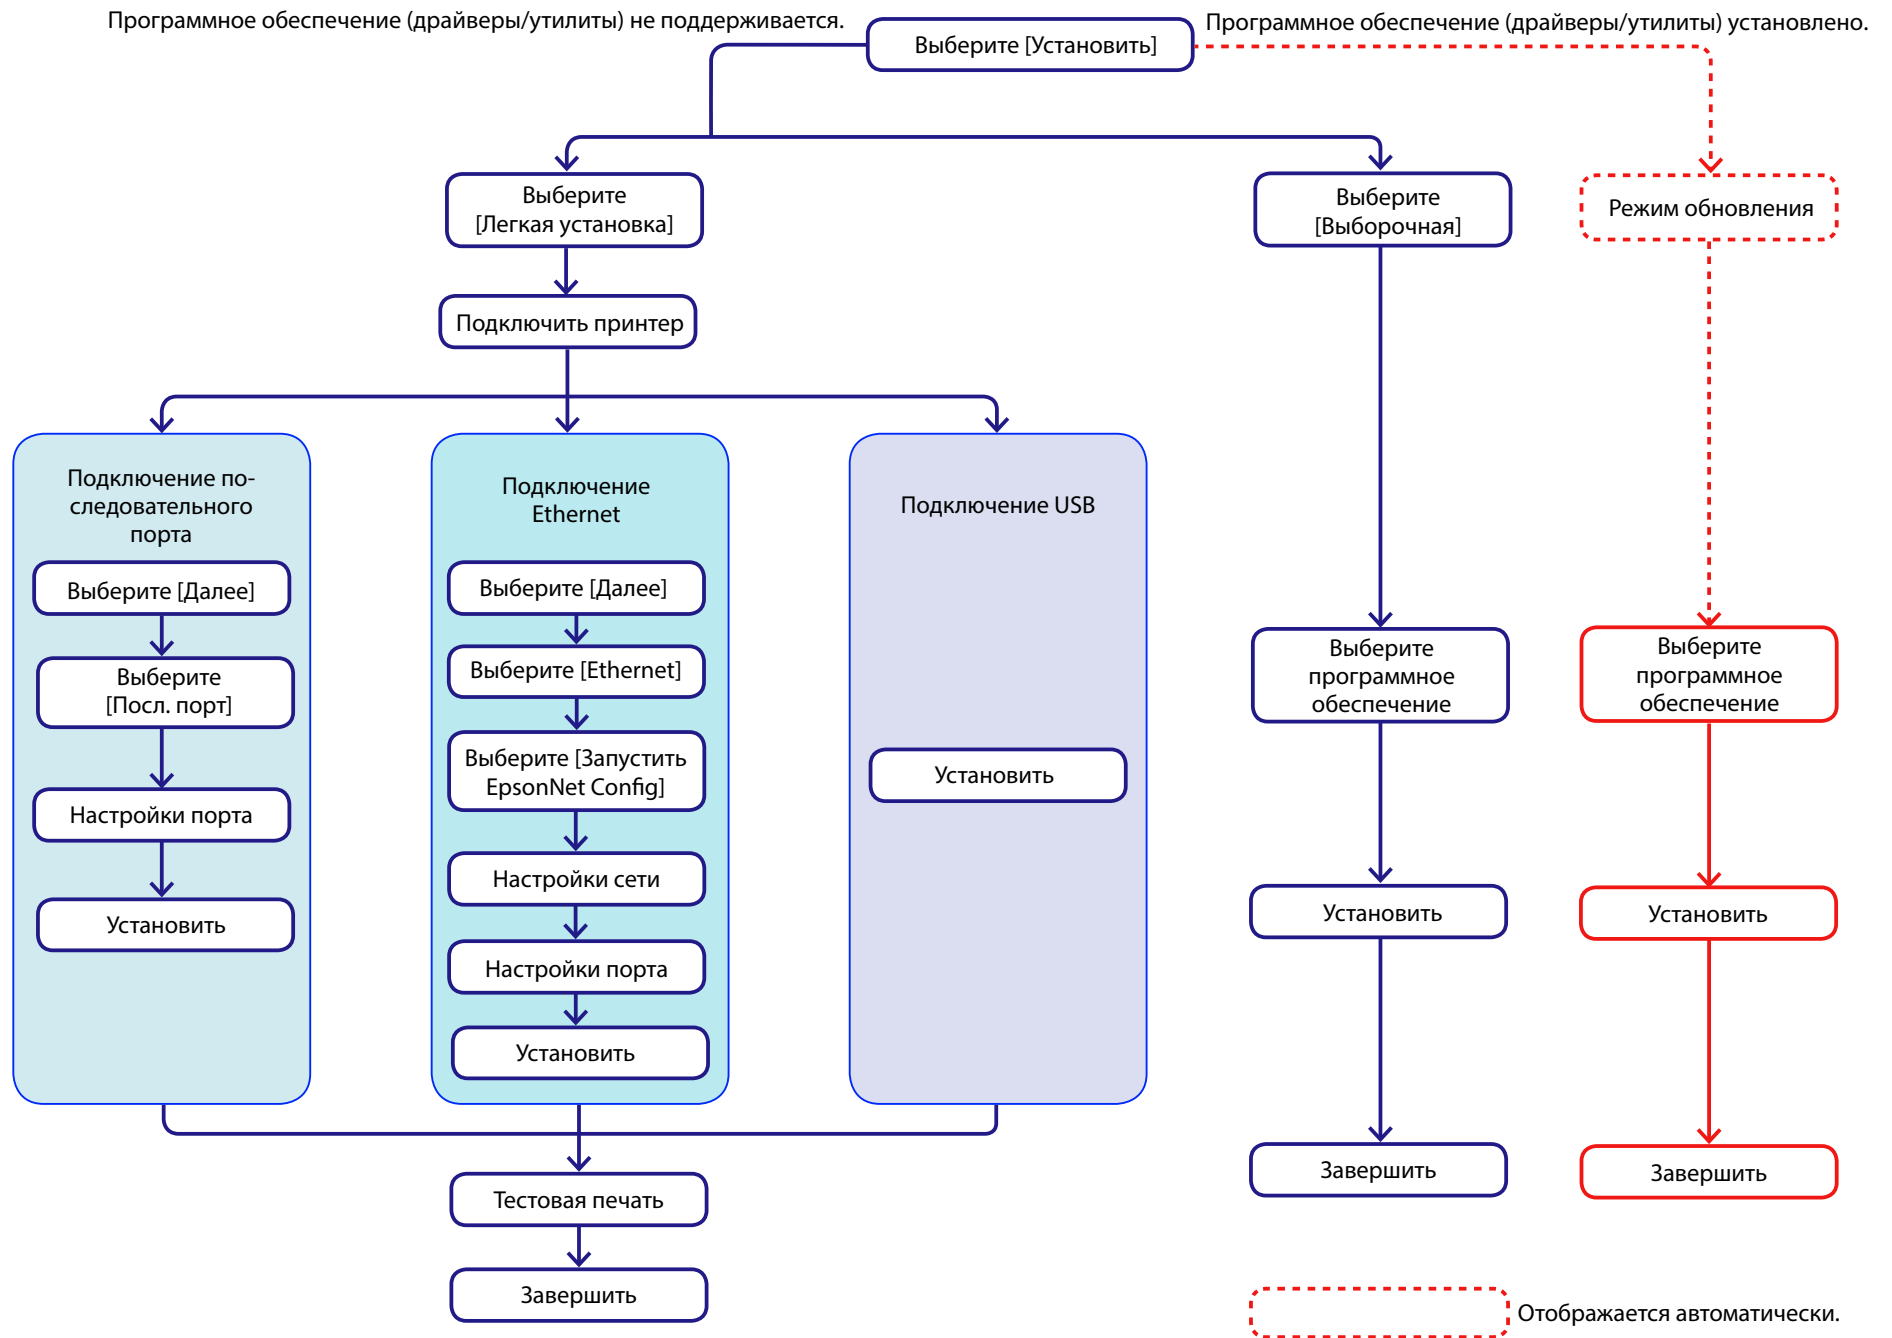 Программное обеспечение (драйверы/утилиты) не поддерживается.
Выберите [Установить]
Программное обеспечение (драйверы/утилиты) установлено.
Выберите
[Легкая установка]
Выберите
[Выборочная]
Режим обновления
Подключить принтер
Подключение по-
следовательного
порта
Выберите [Далее]
Выберите
[Посл. порт]
Настройки порта
Установить
Подключение
Ethernet
Выберите [Далее]
Выберите [Ethernet]
Выберите [Запустить
EpsonNet Config]
Настройки сети
Настройки порта
Установить
Подключение USB
Установить
Тестовая печать
Завершить
Выберите
программное
обеспечение
Установить
Завершить
Выберите
программное
обеспечение
Установить
Завершить
Отображается автоматически.